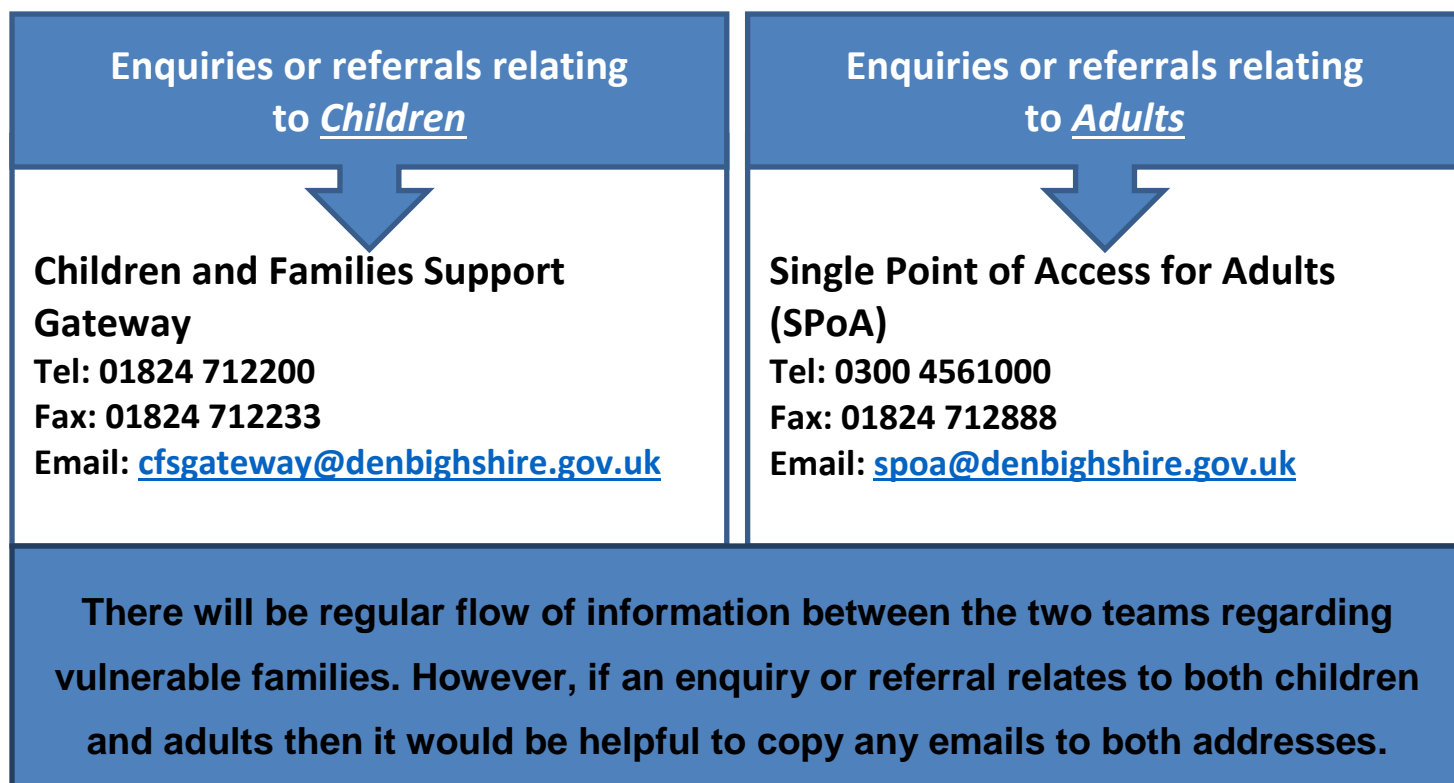 Enquiries or referrals relating
to Children
Children and Families Support
Gateway
Tel: 01824 712200
Fax: 01824 712233
Email: cfsgateway@denbighshire.gov.uk
Enquiries or referrals relating
to Adults
Single Point of Access for Adults
(SPoA)
Tel: 0300 4561000
Fax: 01824 712888
Email: spoa@denbighshire.gov.uk
There will be regular flow of information between the two teams regarding
vulnerable families. However, if an enquiry or referral relates to both children
and adults then it would be helpful to copy any emails to both addresses.